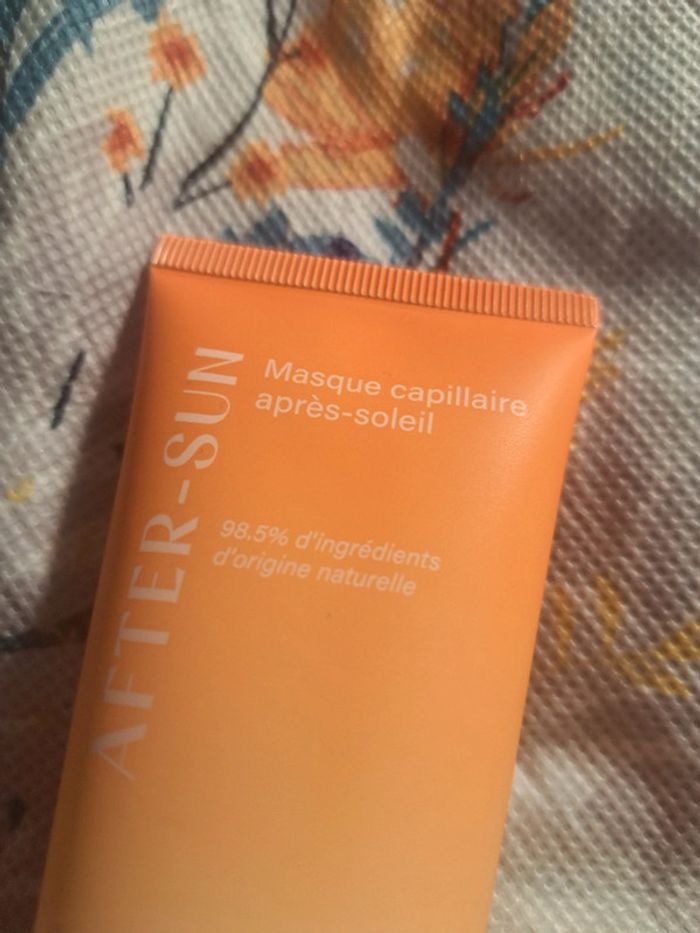 AFTER-SUN
Masque capillaire
après-soleil
98.5% d'ingrédients
d'origine naturelle